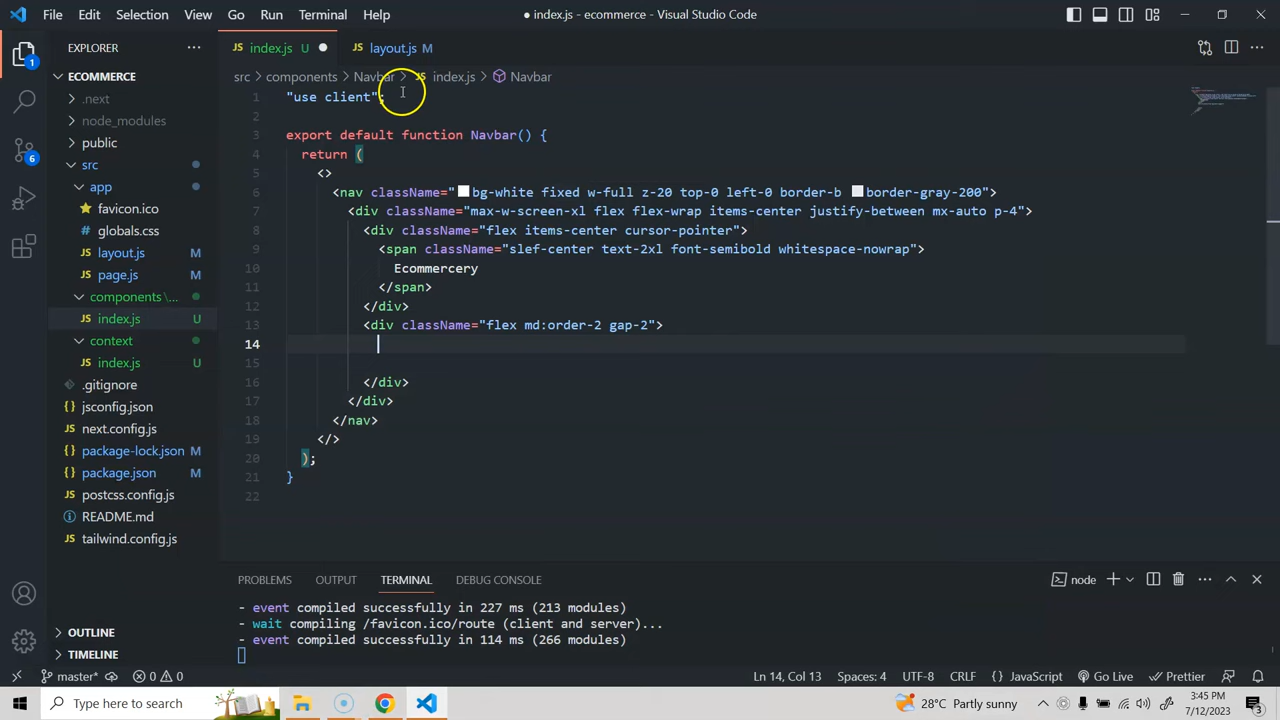 File Edit Selection View Go Run Terminal Help
● index.js - ecommerce - Visual Studio Code
EXPLORER
ECOMMERCE
.next
node_modules
public
src
app
favicon.ico
globals.css
layout.js M
page.js M
components\...
index.js U
context
index.js U
.gitignore
jsconfig.json
next.config.js
package-lock.json M
package.json M
postcss.config.js
README.md
tailwind.config.js
OUTLINE
TIMELINE
JS index.js U ● JS layout.js M
src > components > Navbar > JS index.js > Navbar
1 "use client";
2
3 export default function Navbar() {
4 return (
5 <>
6 <nav className="bg-white fixed w-full z-20 top-0 left-0 border-b border-gray-200">
7 <div className="max-w-screen-xl flex flex-wrap items-center justify-between mx-auto p-4">
8 <div className="flex items-center cursor-pointer">
9 <span className="slef-center text-2xl font-semibold whitespace-nowrap">
10 Ecommercery
11 </span>
12 </div>
13 <div className="flex md:order-2 gap-2">
14
15
16 </div>
17 </div>
18 </nav>
19 </>
20 );
21 }
22
PROBLEMS OUTPUT TERMINAL DEBUG CONSOLE
node
- event compiled successfully in 227 ms (213 modules)
- wait compiling /favicon.ico/route (client and server)...
- event compiled successfully in 114 ms (266 modules)
master* 0 0 Ln 14, Col 13 Spaces: 4 UTF-8 CRLF {} JavaScript Go Live Prettier
Type here to search
28°C Partly sunny
3:45 PM
7/12/2023
3